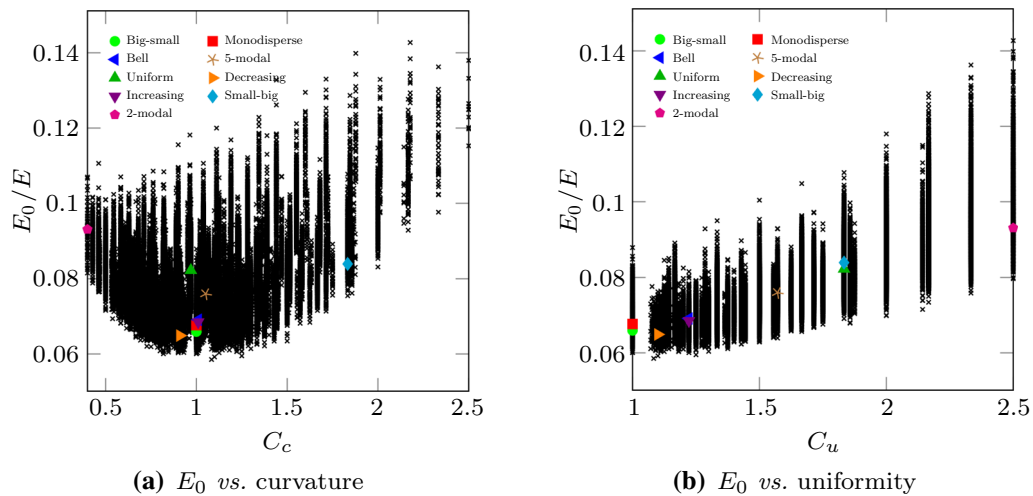 0.14
0.12
0.1
0.08
0.06
E₀/E
Big-small
Monodisperse
Bell
5-modal
Uniform
Decreasing
Increasing
Small-big
2-modal
0.5
1
1.5
2
2.5
C_c
(a) E₀ vs. curvature
0.14
0.12
0.1
0.08
0.06
E₀/E
Big-small
Monodisperse
Bell
5-modal
Uniform
Decreasing
Increasing
Small-big
2-modal
1
1.5
2
2.5
C_u
(b) E₀ vs. uniformity